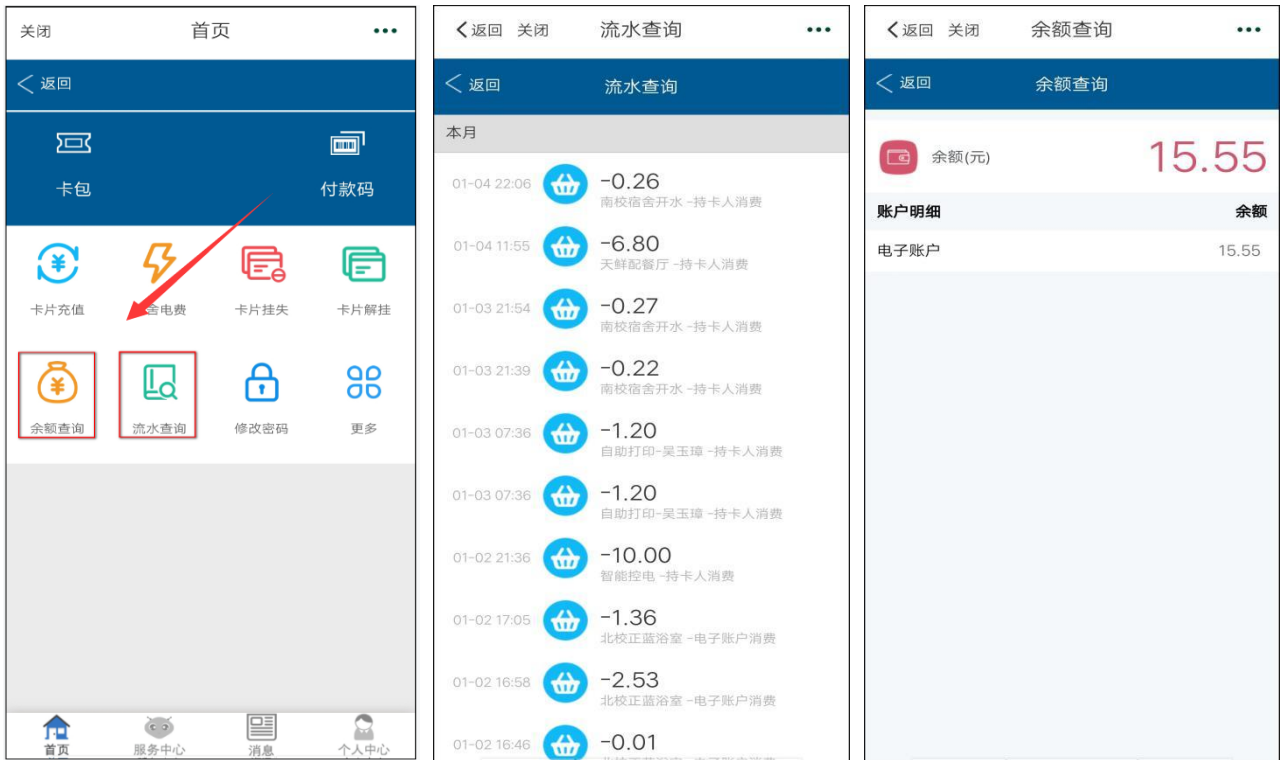 关闭 首页
返回
卡包 付款码
卡片充值 舍电费 卡片挂失 卡片解挂
余额查询 流水查询 修改密码 更多
首页 服务中心 消息 个人中心
返回 关闭 流水查询
返回 流水查询
本月
01-04 22:06 -0.26
南校宿舍开水 -持卡人消费
01-04 11:55 -6.80
天鲜配餐厅 -持卡人消费
01-03 21:54 -0.27
南校宿舍开水 -持卡人消费
01-03 21:39 -0.22
南校宿舍开水 -持卡人消费
01-03 07:36 -1.20
自助打印-吴玉璋 -持卡人消费
01-03 07:36 -1.20
自助打印-吴玉璋 -持卡人消费
01-02 21:36 -10.00
智能控电 -持卡人消费
01-02 17:05 -1.36
北校正蓝浴室 -电子账户消费
01-02 16:58 -2.53
北校正蓝浴室 -电子账户消费
01-02 16:46 -0.01
返回 关闭 余额查询
返回 余额查询
余额(元) 15.55
账户明细 余额
电子账户 15.55